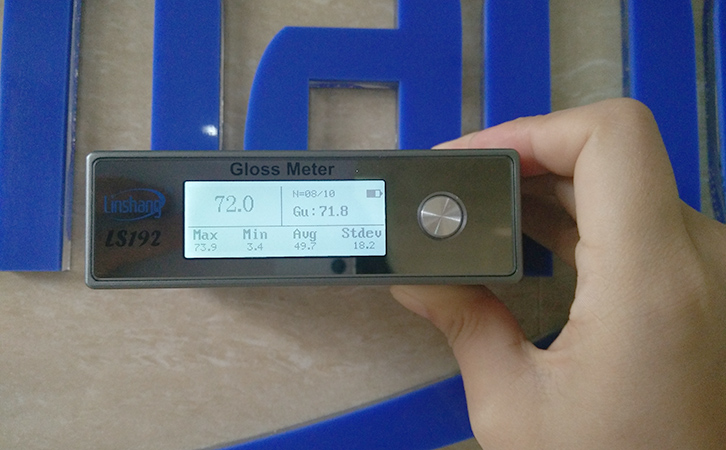 Gloss Meter
Linshang
LS192
72.0
N=08/10
Gu:71.8
Max Min Avg Stdev
73.9 3.4 49.7 18.2